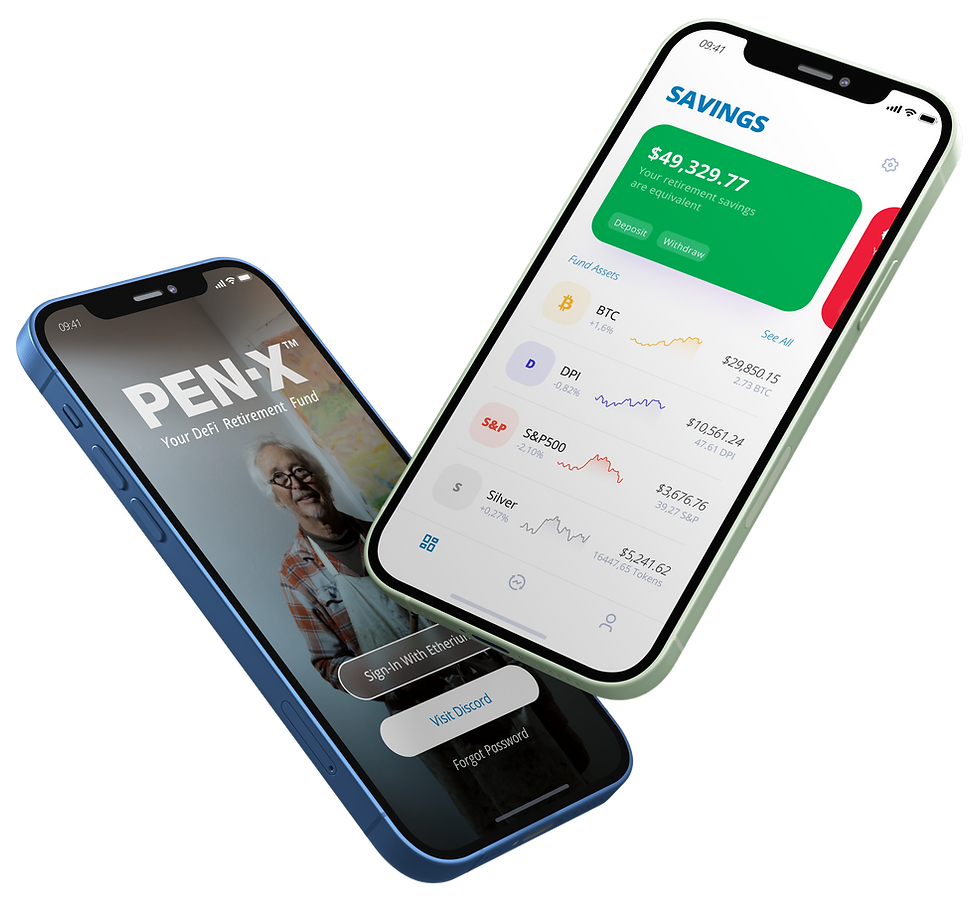 09:41
PEN-X™
Your DeFi Retirement Fund
Sign-In With Etheriu
Visit Discord
Forgot Password
09:41
SAVINGS
$49,329.77
Your retirement savings
are equivalent
Deposit Withdraw
Fund Assets
See All
BTC
+1,6%
$29,850.15
2.73 BTC
D
DPI
-0,82%
$10,561.24
47.61 DPI
S&P
S&P500
-2,10%
$3,676.76
39,27 S&P
S
Silver
+0,27%
$5,241.62
16447,65 Tokens